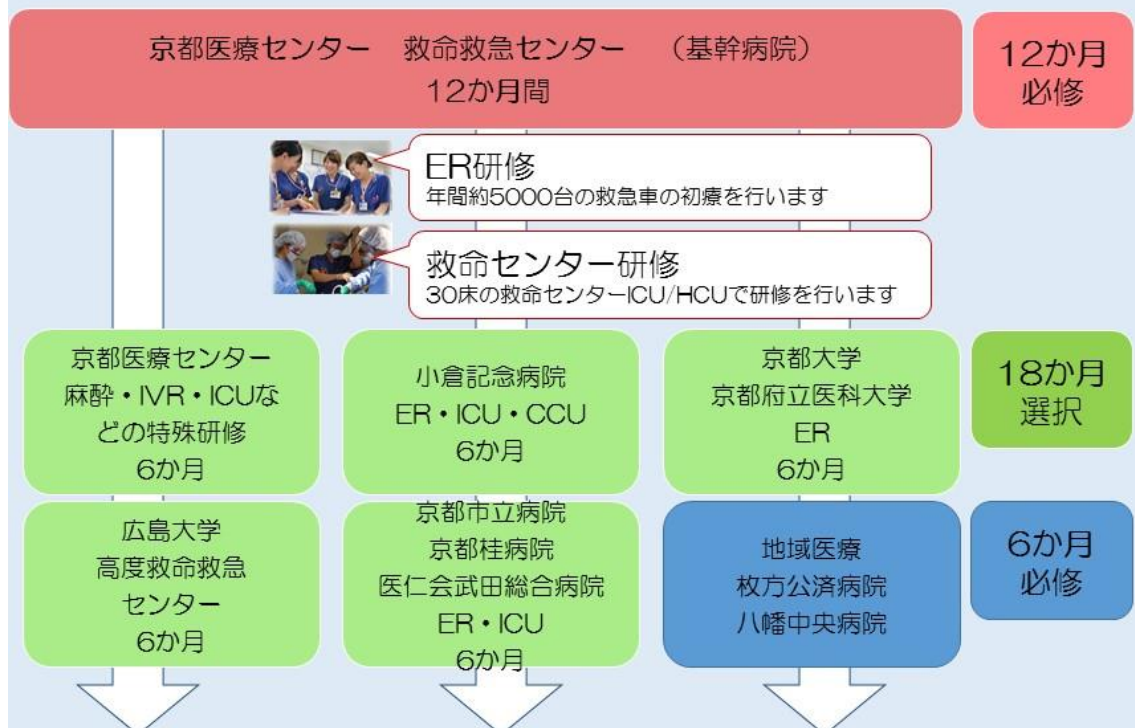 京都医療センター　救命救急センター　（基幹病院）
12か月間
12か月
必修
ER研修
年間約5000台の救急車の初療を行います
救命センター研修
30床の救命センターICU/HCUで研修を行います
京都医療センター
麻酔・IVR・ICUな
どの特殊研修
6か月
小倉記念病院
ER・ICU・CCU
6か月
京都大学
京都府立医科大学
ER
6か月
18か月
選択
広島大学
高度救命救急
センター
6か月
京都市立病院
京都桂病院
医仁会武田総合病院
ER・ICU
6か月
地域医療
枚方公済病院
八幡中央病院
6か月
必修